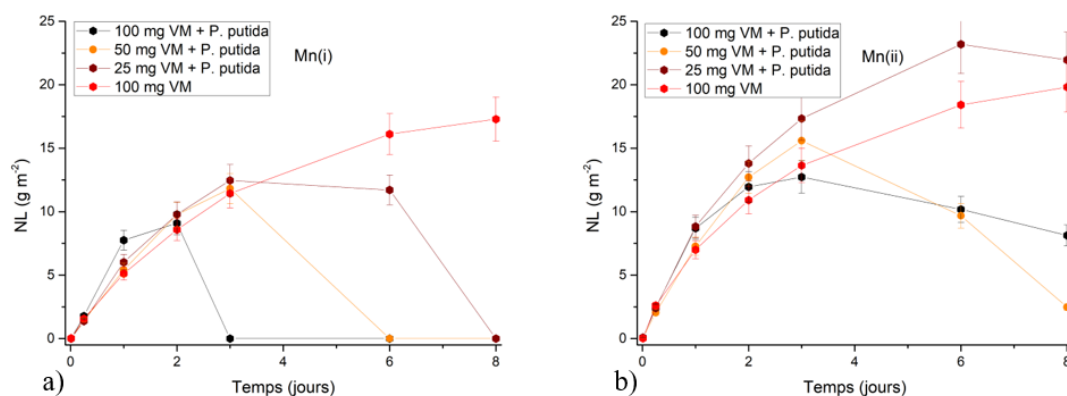 25
20
15
10
5
0
NL (g m-2)
100 mg VM + P. putida
50 mg VM + P. putida
25 mg VM + P. putida
100 mg VM
Mn(i)
0 2 4 6 8
Temps (jours)
a)
25
20
15
10
5
0
NL (g m-2)
100 mg VM + P. putida
50 mg VM + P. putida
25 mg VM + P. putida
100 mg VM
Mn(ii)
0 2 4 6 8
Temps (jours)
b)